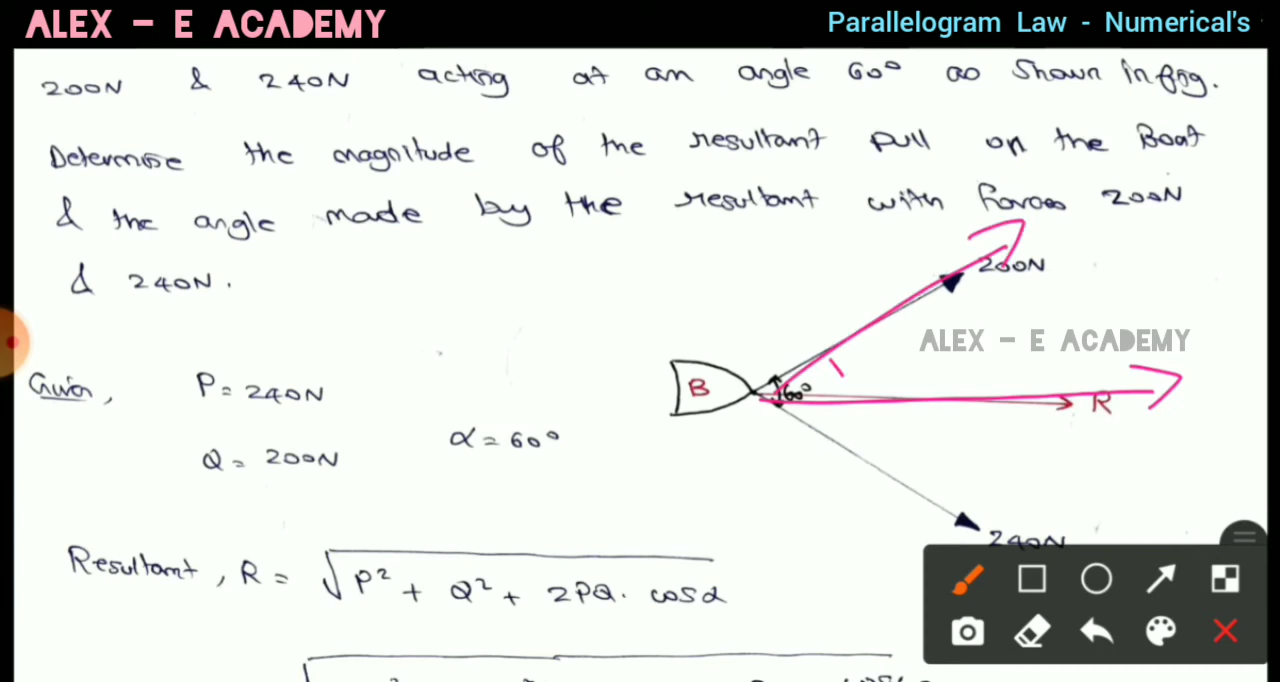 ALEX - E ACADEMY
Parallelogram Law - Numerical's
200N & 240N acting at an angle 60° as shown in fig.
Determine the magnitude of the resultant pull on the Boat
& the angle made by the resultant with forces 200N
& 240N.
200N
ALEX - E ACADEMY
B
60°
R
Given, P = 240N
α = 60°
Q = 200N
240N
Resultant, R = √P² + Q² + 2PQ. cosα